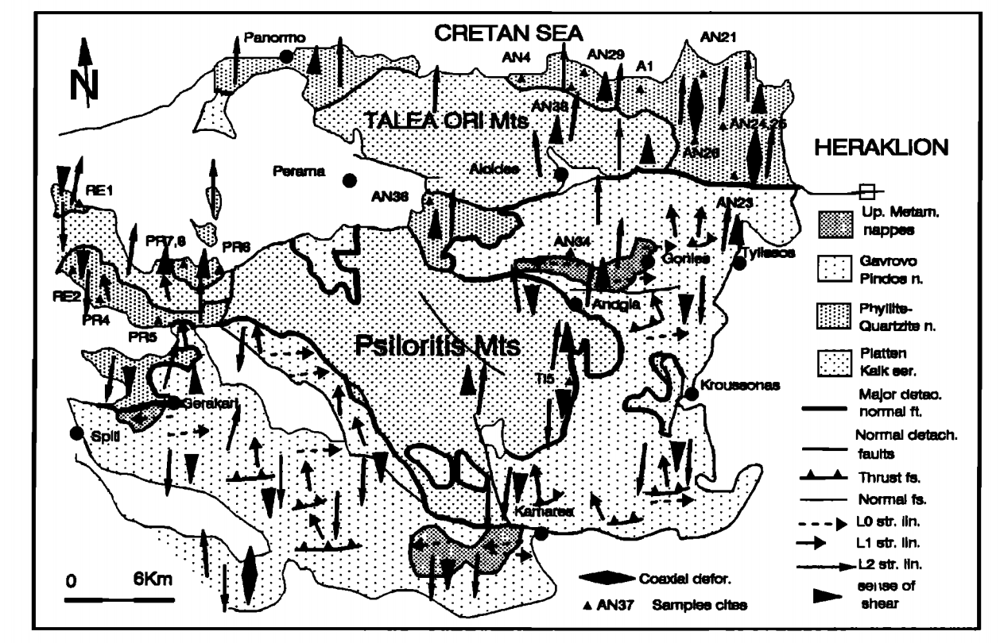 CRETAN SEA
Panormo
AN21
AN4
AN29
A1
N
AN38
TALEA ORI Mts
AN24,25
AN26
HERAKLION
Perama
Aloides
RE1
AN36
AN23
Up. Metam.
nappes
PR7,8
PR6
AN34
Gonies
Tylissos
Gavrovo
Pindos n.
RE2
Andgia
PR4
Phyllite-
Quartzite n.
PR5
Psiloritis Mts
Platten
Kalk ser.
TI5
Kroussonas
Major detac.
normal ft.
Gerakari
Spili
Normal detach.
faults
Thrust fs.
Normal fs.
Kamares
L0 str. lin.
L1 str. lin.
L2 str. lin.
0 6Km
Coaxial defor.
sense of
shear
AN37 Samples cites